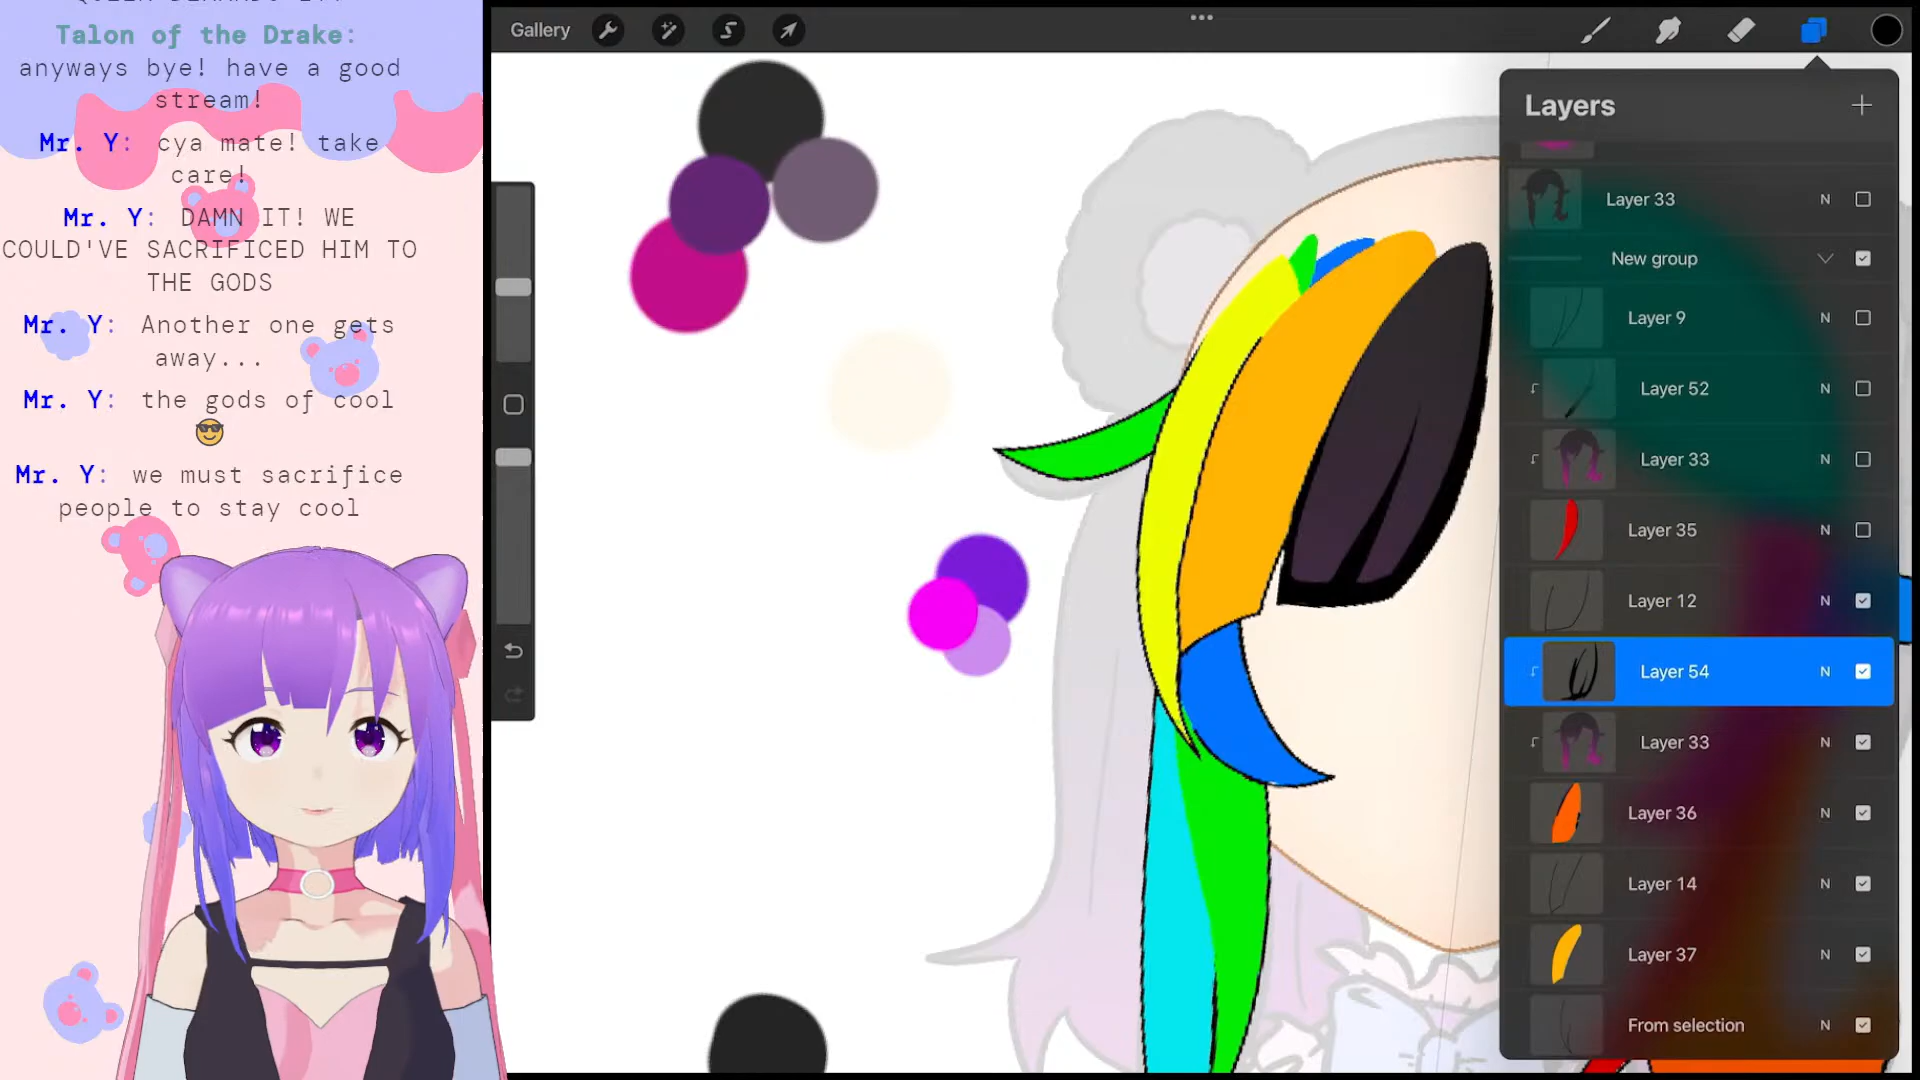 Talon of the Drake:
anyways bye! have a good
stream!
Mr. Y: cya mate! take
care!
Mr. Y: DAMN IT! WE
COULD'VE SACRIFICED HIM TO
THE GODS
Mr. Y: Another one gets
away...
Mr. Y: the gods of cool
😎
Mr. Y: we must sacrifice
people to stay cool
Gallery
Layers
Layer 33 N
New group
Layer 9 N
Layer 52 N
Layer 33 N
Layer 35 N
Layer 12 N
Layer 54 N
Layer 33 N
Layer 36 N
Layer 14 N
Layer 37 N
From selection N